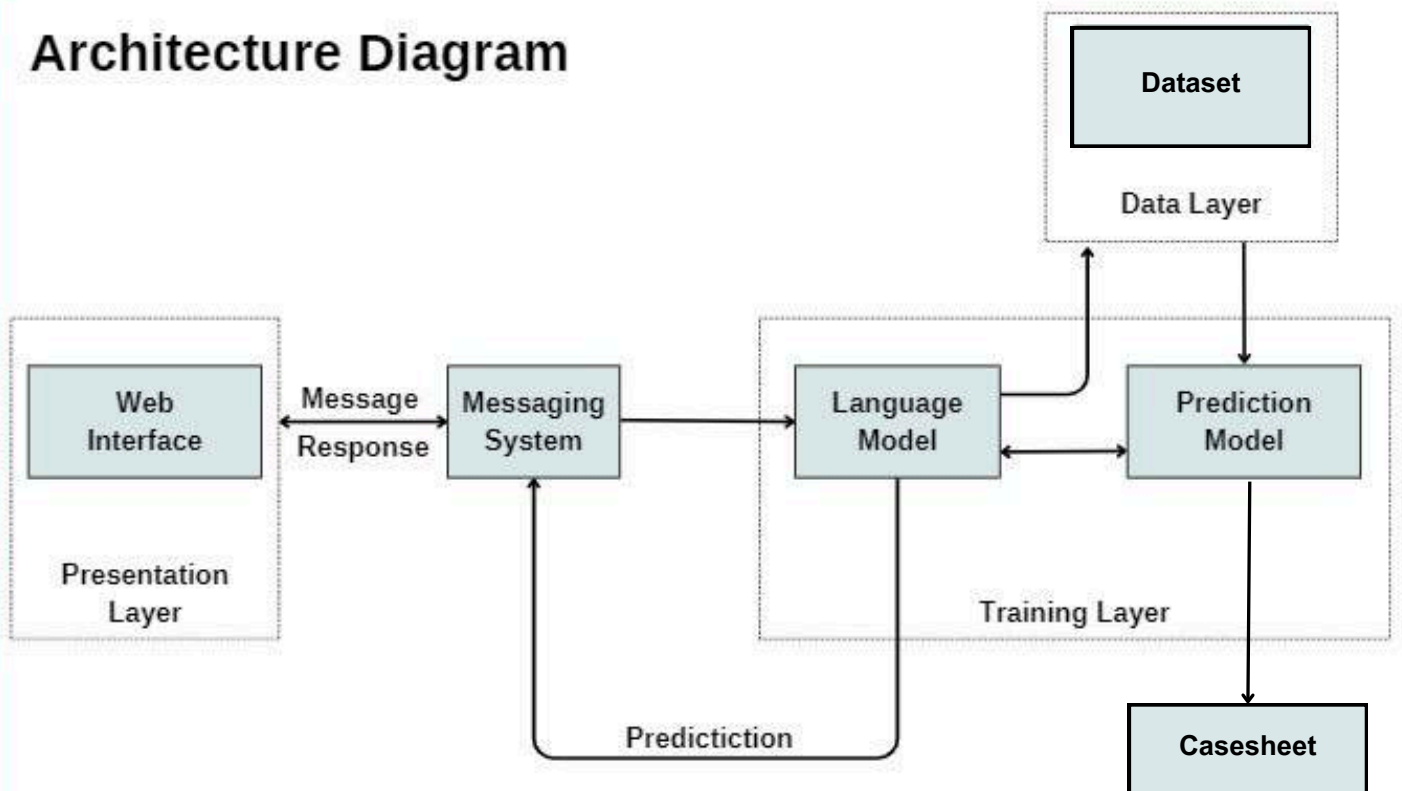 Architecture Diagram
Dataset
Data Layer
Web
Interface
Message
Response
Messaging
System
Language
Model
Prediction
Model
Presentation
Layer
Training Layer
Predictiction
Casesheet